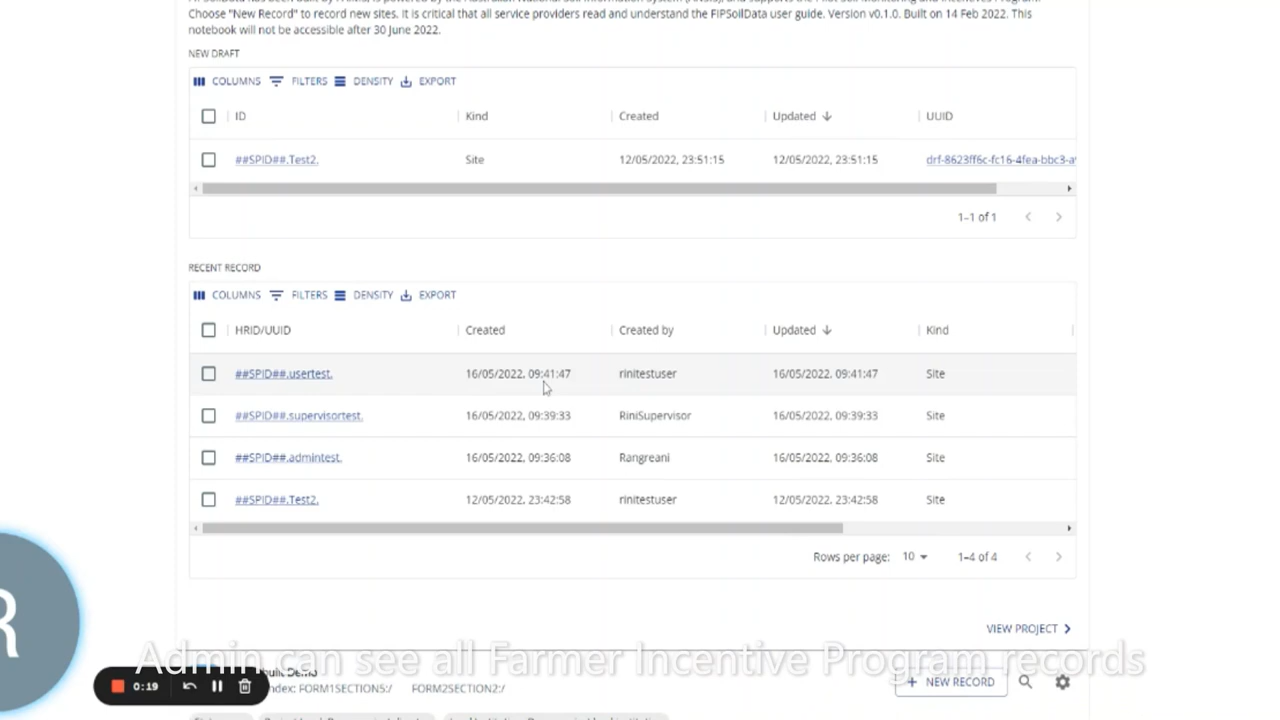 Choose "New Record" to record new sites. It is critical that all service providers read and understand the FIPSoilData user guide. Version v0.1.0. Built on 14 Feb 2022. This
notebook will not be accessible after 30 June 2022.
NEW DRAFT
COLUMNS FILTERS DENSITY EXPORT
ID Kind Created Updated UUID
##SPID##.Test2. Site 12/05/2022, 23:51:15 12/05/2022, 23:51:15 drf-8623ff6c-fc16-4fea-bbc3-a
1–1 of 1
RECENT RECORD
COLUMNS FILTERS DENSITY EXPORT
HRID/UUID Created Created by Updated Kind
##SPID##.usertest. 16/05/2022, 09:41:47 rinitestuser 16/05/2022, 09:41:47 Site
##SPID##.supervisortest. 16/05/2022, 09:39:33 RiniSupervisor 16/05/2022, 09:39:33 Site
##SPID##.admintest. 16/05/2022, 09:36:08 Rangreani 16/05/2022, 09:36:08 Site
##SPID##.Test2. 12/05/2022, 23:42:58 rinitestuser 12/05/2022, 23:42:58 Site
Rows per page: 10 1–4 of 4
VIEW PROJECT
Admin can see all Farmer Incentive Program records
Demo
R
0:19
FORM1SECTION5:/ FORM2SECTION2:/
NEW RECORD